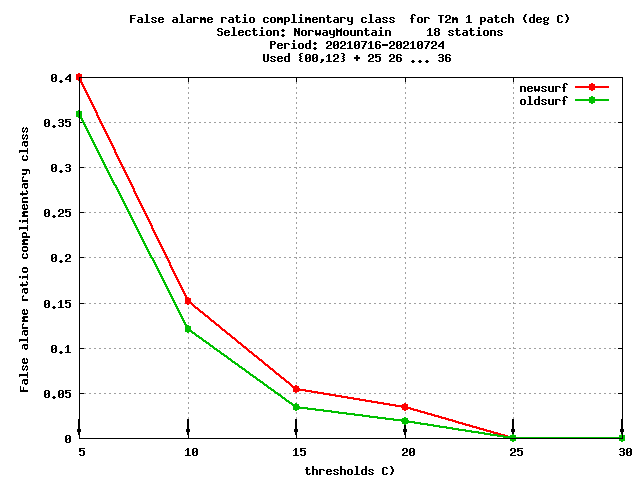 False alarme ratio complimentary class  for T2m 1 patch (deg C)
Selection: NorwayMountain     18 stations
Period: 20210716-20210724
Used {00,12} + 25 26 ... 36
newsurf
oldsurf
False alarme ratio complimentary class
0.4
0.35
0.3
0.25
0.2
0.15
0.1
0.05
0
5 10 15 20 25 30
thresholds C)